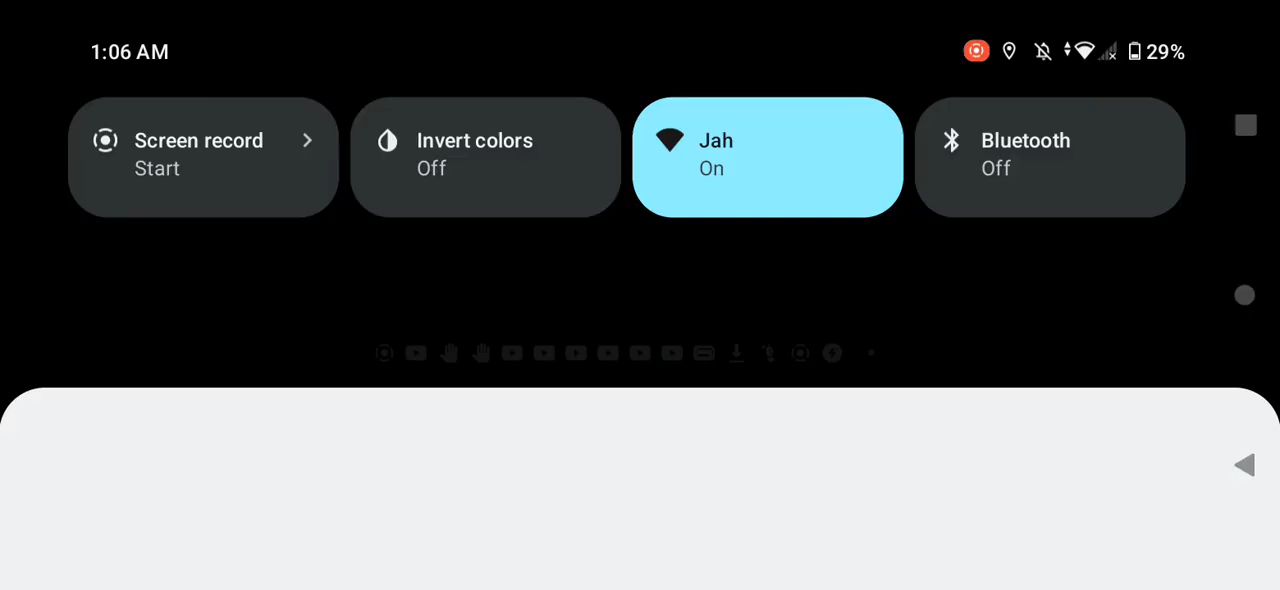 1:06 AM
29%
Screen record
Start
Invert colors
Off
Jah
On
Bluetooth
Off